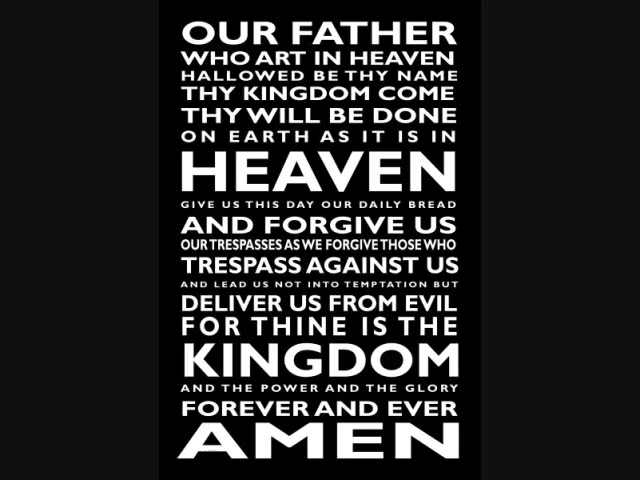 OUR FATHER
WHO ART IN HEAVEN
HALLOWED BE THY NAME
THY KINGDOM COME
THY WILL BE DONE
ON EARTH AS IT IS IN
HEAVEN
GIVE US THIS DAY OUR DAILY BREAD
AND FORGIVE US
OUR TRESPASSES AS WE FORGIVE THOSE WHO
TRESPASS AGAINST US
AND LEAD US NOT INTO TEMPTATION BUT
DELIVER US FROM EVIL
FOR THINE IS THE
KINGDOM
AND THE POWER AND THE GLORY
FOREVER AND EVER
AMEN